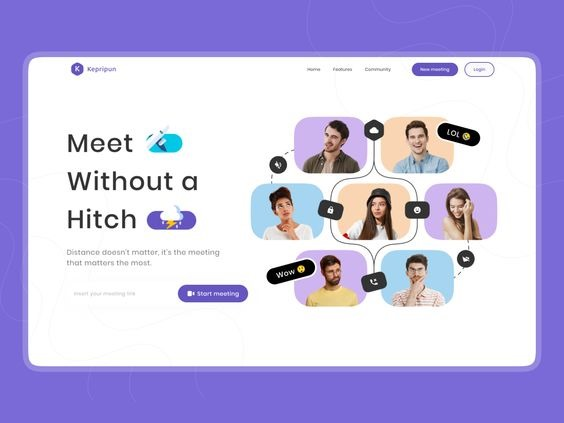 K Kepripun
Home Features Community New meeting Login
Meet
Without a
Hitch
Distance doesn't matter, it's the meeting
that matters the most.
Insert your meeting link
Start meeting
LOL
Wow